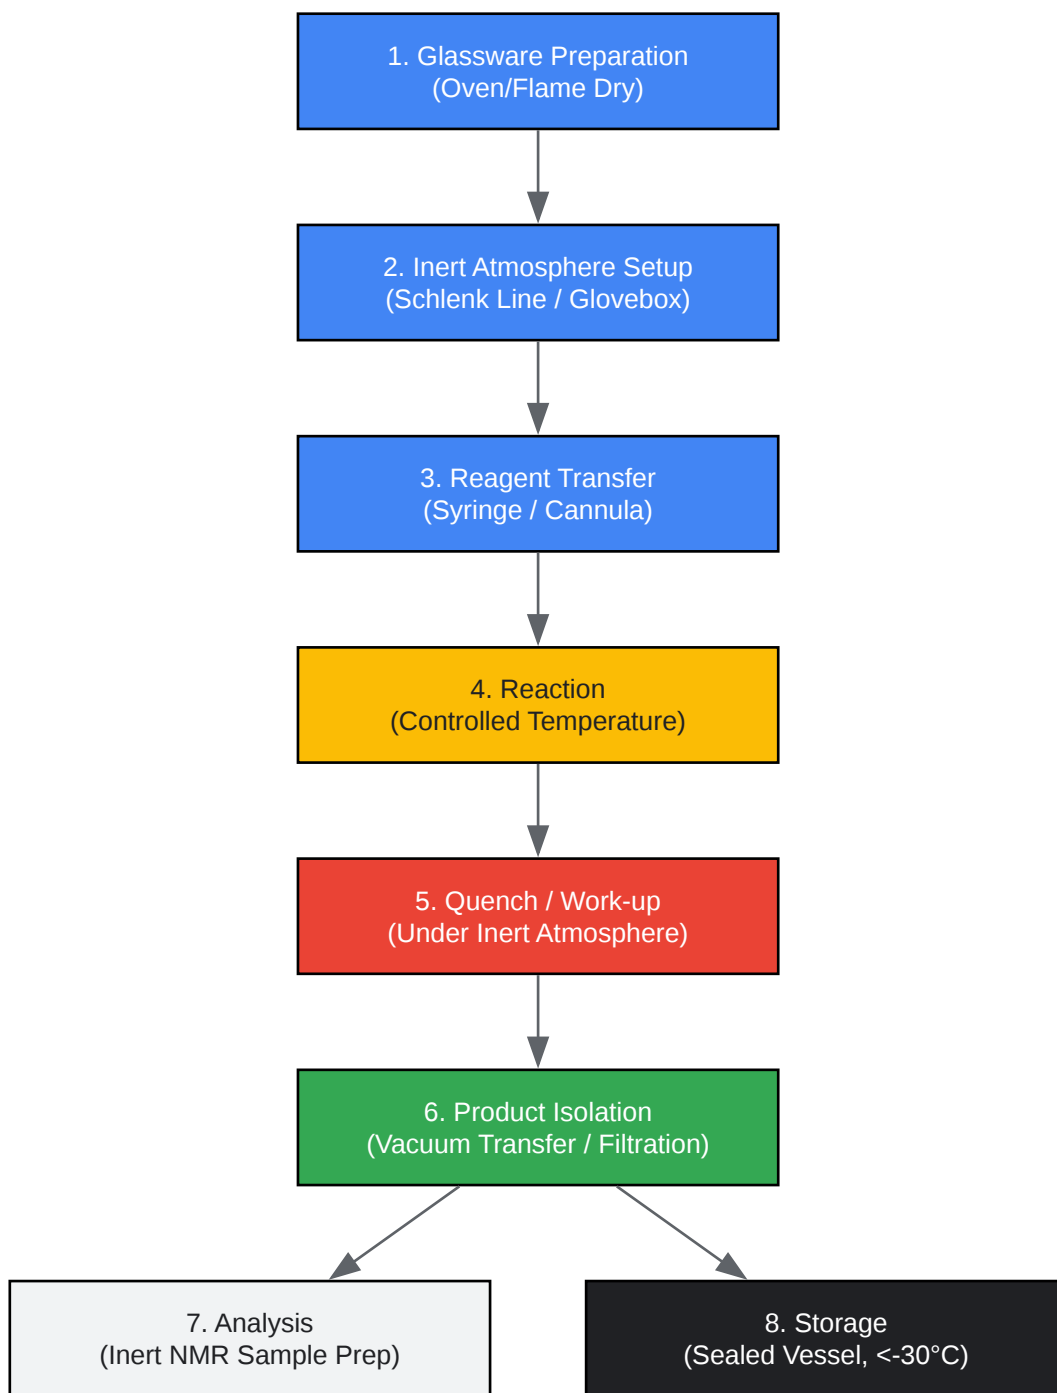 1. Glassware Preparation
(Oven/Flame Dry)
2. Inert Atmosphere Setup
(Schlenk Line / Glovebox)
3. Reagent Transfer
(Syringe / Cannula)
4. Reaction
(Controlled Temperature)
5. Quench / Work-up
(Under Inert Atmosphere)
6. Product Isolation
(Vacuum Transfer / Filtration)
7. Analysis
(Inert NMR Sample Prep)
8. Storage
(Sealed Vessel, <-30°C)